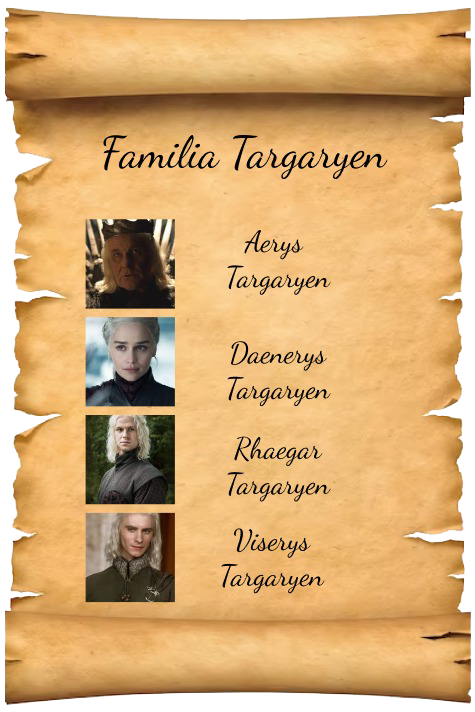 Familia Targaryen
Aerys
Targaryen
Daenerys
Targaryen
Rhaegar
Targaryen
Viserys
Targaryen